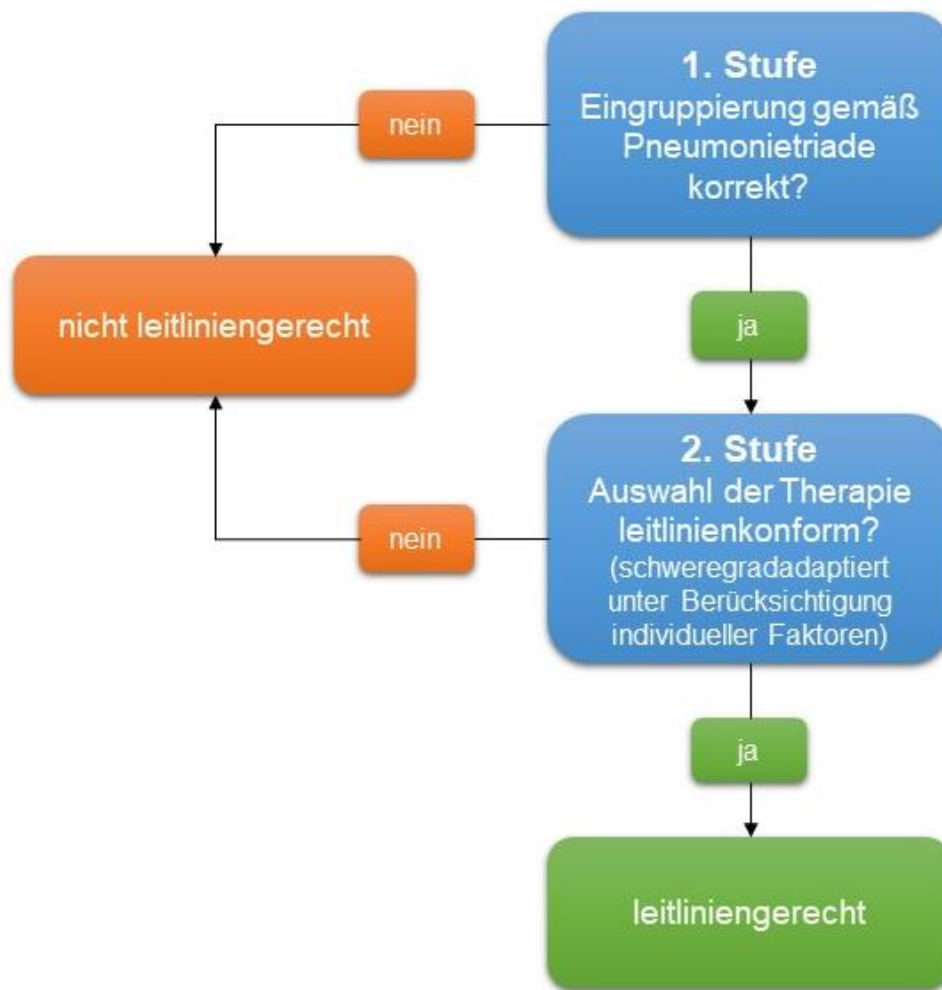 1. Stufe
Eingruppierung gemäß
Pneumonietriade
korrekt?
nein
nicht leitliniengerecht
ja
2. Stufe
Auswahl der Therapie
leitlinienkonform?
(schweregradadaptiert
unter Berücksichtigung
individueller Faktoren)
nein
ja
leitliniengerecht